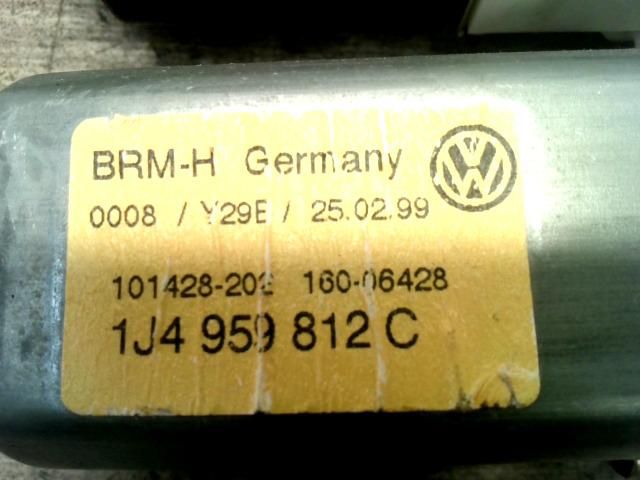 BRM-H Germany
0008 / Y29E / 25.02.99
101428-202 160-06428
1J4 959 812 C